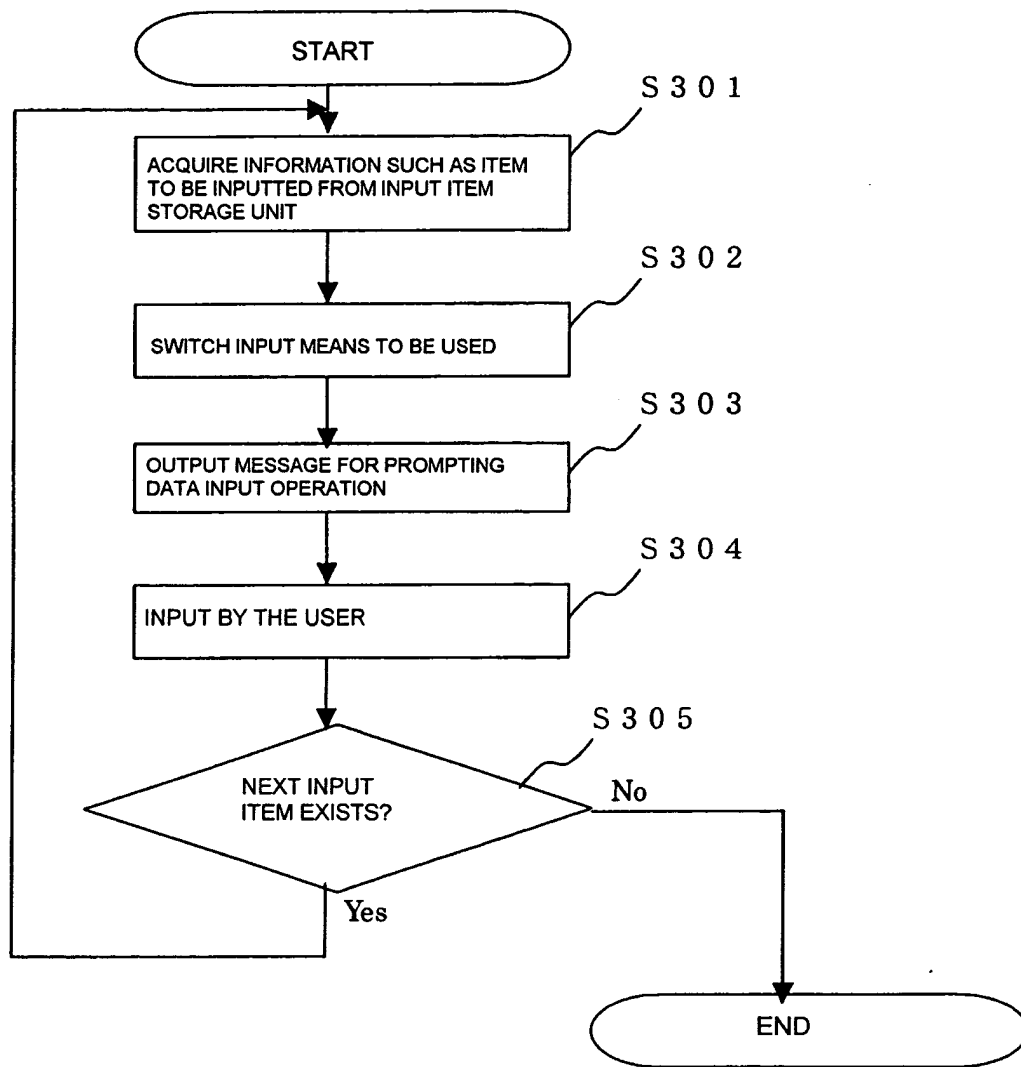 START
S301
ACQUIRE INFORMATION SUCH AS ITEM
TO BE INPUTTED FROM INPUT ITEM
STORAGE UNIT
S302
SWITCH INPUT MEANS TO BE USED
S303
OUTPUT MESSAGE FOR PROMPTING
DATA INPUT OPERATION
S304
INPUT BY THE USER
S305
NEXT INPUT
ITEM EXISTS?
No
Yes
END